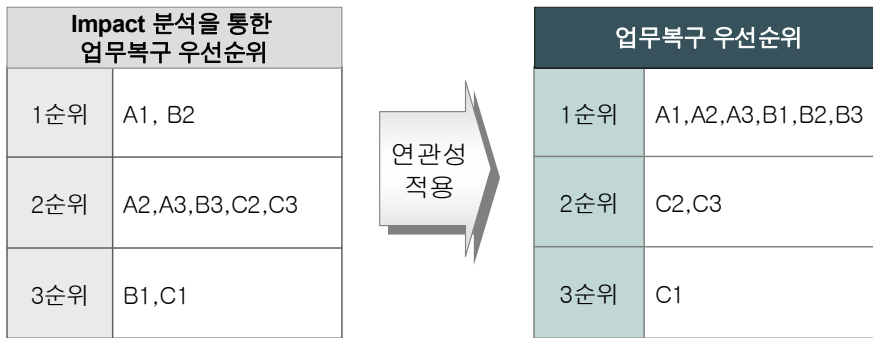 Impact 분석을 통한
업무복구 우선순위
1순위 A1, B2
2순위 A2,A3,B3,C2,C3
3순위 B1,C1
연관성
적용
업무복구 우선순위
1순위 A1,A2,A3,B1,B2,B3
2순위 C2,C3
3순위 C1